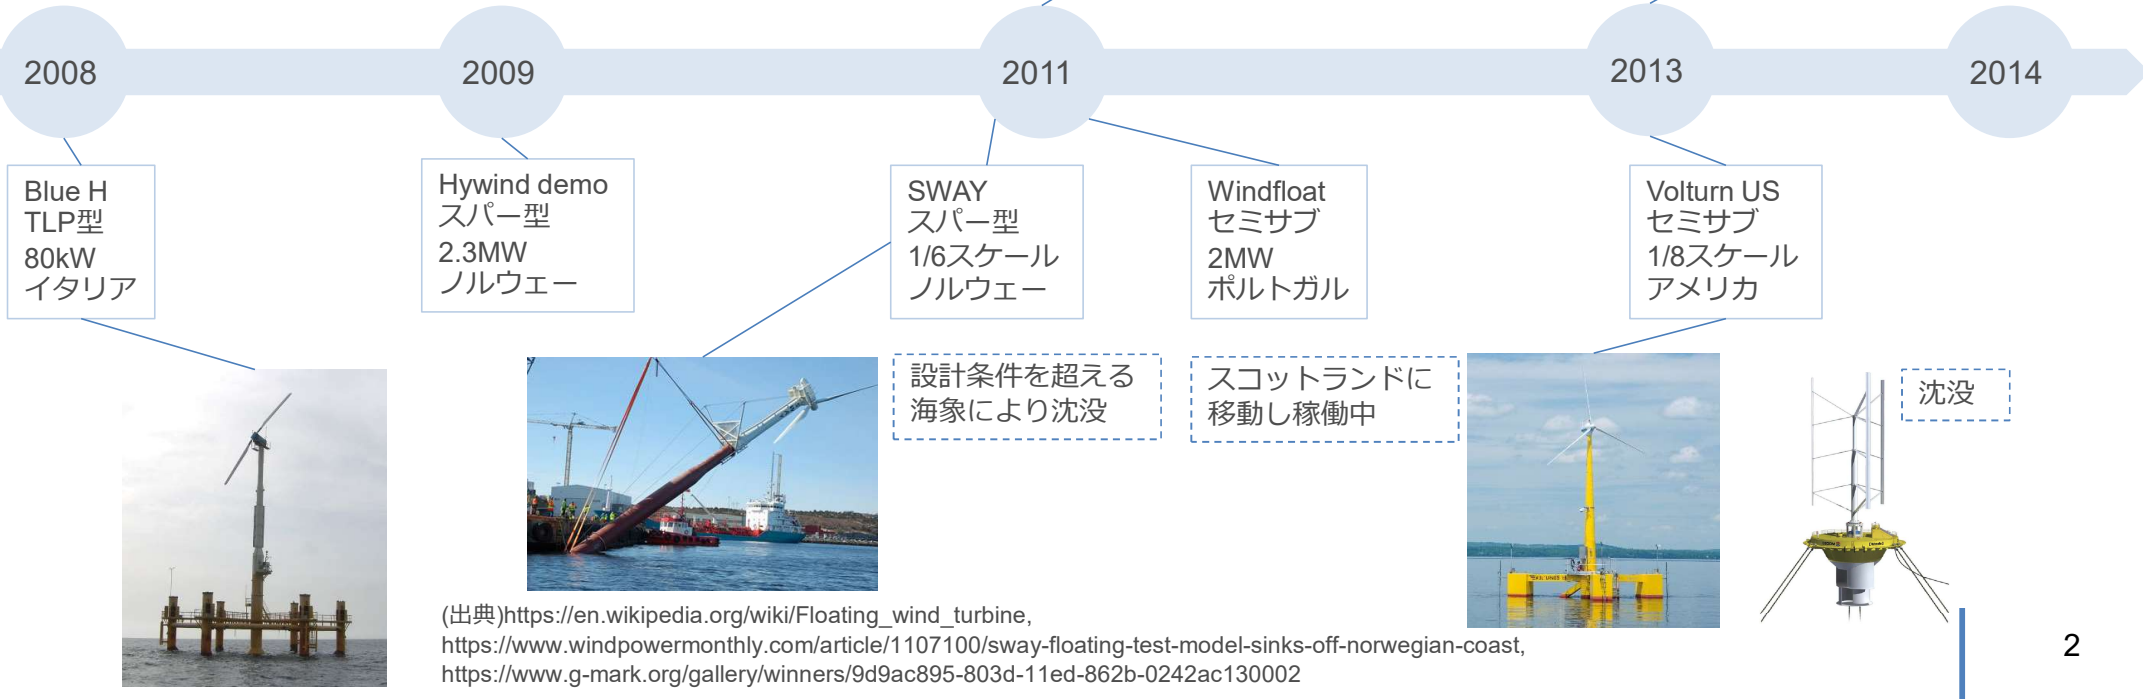 2008
2009
2011
2013
2014
Blue H
TLP型
80kW
イタリア
Hywind demo
スパー型
2.3MW
ノルウェー
SWAY
スパー型
1/6スケール
ノルウェー
Windfloat
セミサブ
2MW
ポルトガル
Volturn US
セミサブ
1/8スケール
アメリカ
設計条件を超える
海象により沈没
スコットランドに
移動し稼働中
沈没
(出典)https://en.wikipedia.org/wiki/Floating_wind_turbine,
https://www.windpowermonthly.com/article/1107100/sway-floating-test-model-sinks-off-norwegian-coast,
https://www.g-mark.org/gallery/winners/9d9ac895-803d-11ed-862b-0242ac130002
2